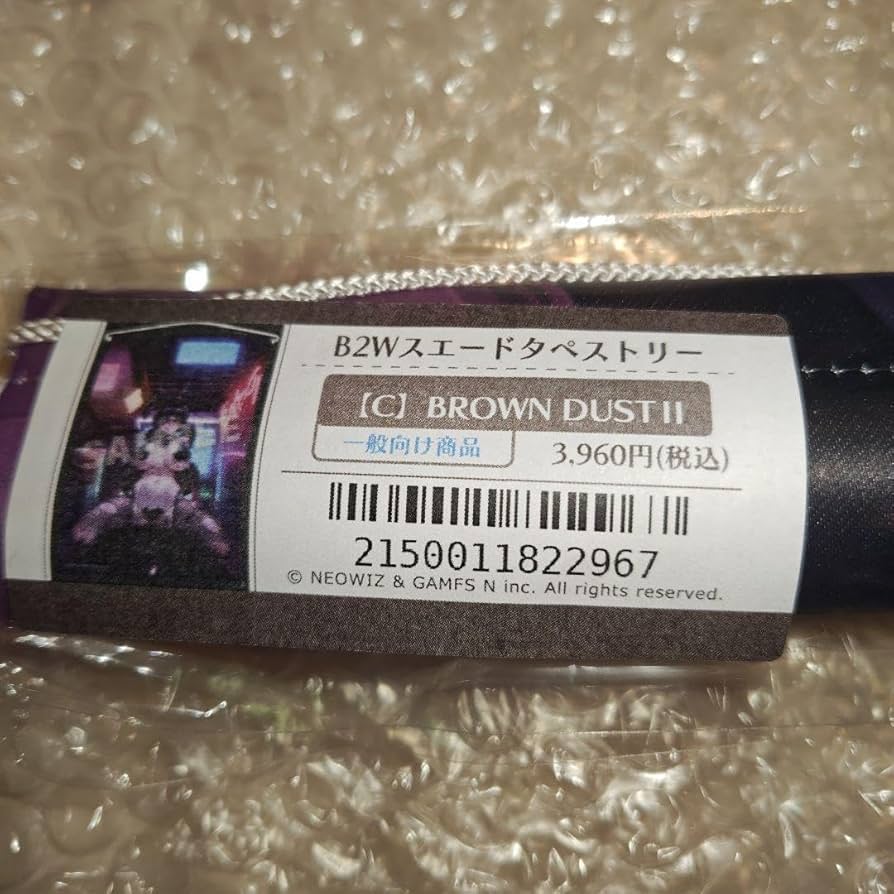 B2Wスエードタペストリー
【C】 BROWN DUST II
一般向け商品
3,960円(税込)
2150011822967
© NEOWIZ & GAMFS N inc. All rights reserved.